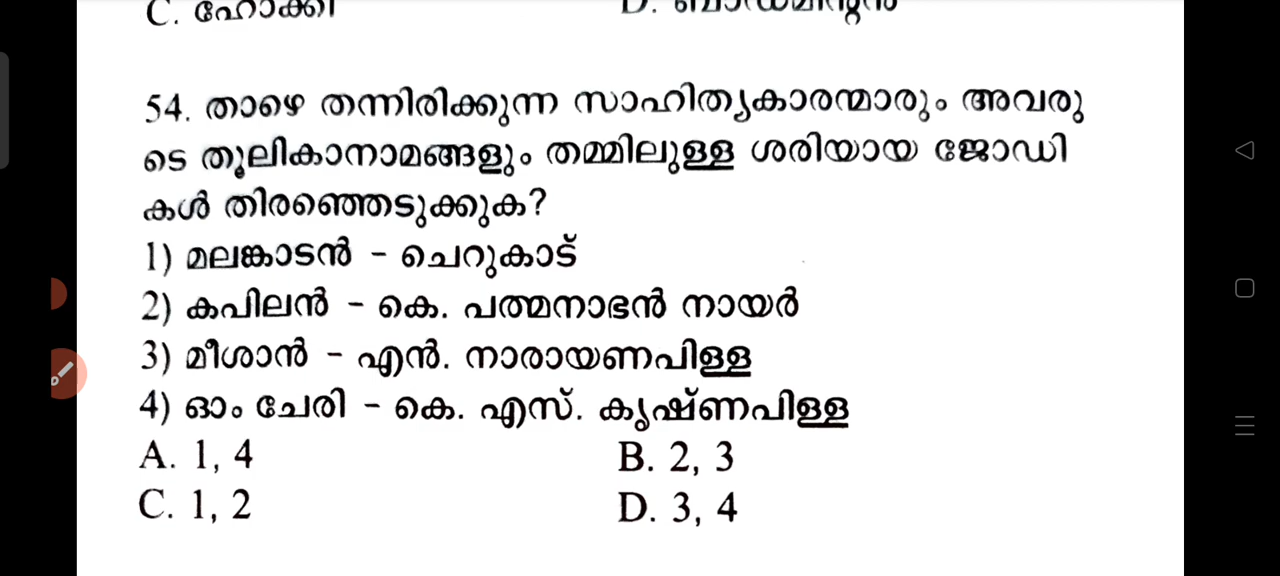 C. ഹോക്കി D. ബാഡ്മിന്റൺ
54. താഴെ തന്നിരിക്കുന്ന സാഹിത്യകാരന്മാരും അവരു
ടെ തൂലികാനാമങ്ങളും തമ്മിലുള്ള ശരിയായ ജോഡി
കൾ തിരഞ്ഞെടുക്കുക?
1) മലങ്കാടൻ - ചെറുകാട്
2) കപിലൻ - കെ. പത്മനാഭൻ നായർ
3) മീശാൻ - എൻ. നാരായണപിള്ള
4) ഓം ചേരി - കെ. എസ്. കൃഷ്ണപിള്ള
A. 1, 4 B. 2, 3
C. 1, 2 D. 3, 4